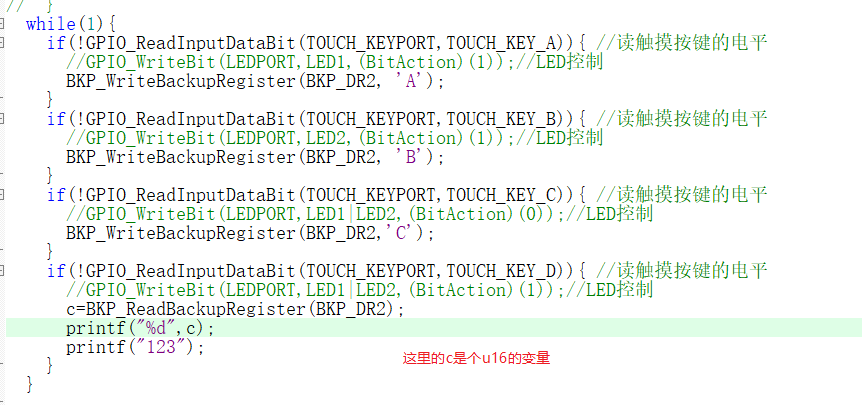 //  }
while(1){
if(!GPIO_ReadInputDataBit(TOUCH_KEYPORT,TOUCH_KEY_A)){ //读触摸按键的电平
//GPIO_WriteBit(LEDPORT,LED1,(BitAction)(1));//LED控制
BKP_WriteBackupRegister(BKP_DR2, 'A');
}
if(!GPIO_ReadInputDataBit(TOUCH_KEYPORT,TOUCH_KEY_B)){ //读触摸按键的电平
//GPIO_WriteBit(LEDPORT,LED2,(BitAction)(1));//LED控制
BKP_WriteBackupRegister(BKP_DR2, 'B');
}
if(!GPIO_ReadInputDataBit(TOUCH_KEYPORT,TOUCH_KEY_C)){ //读触摸按键的电平
//GPIO_WriteBit(LEDPORT,LED1|LED2,(BitAction)(0));//LED控制
BKP_WriteBackupRegister(BKP_DR2,'C');
}
if(!GPIO_ReadInputDataBit(TOUCH_KEYPORT,TOUCH_KEY_D)){ //读触摸按键的电平
//GPIO_WriteBit(LEDPORT,LED1|LED2,(BitAction)(1));//LED控制
c=BKP_ReadBackupRegister(BKP_DR2);
printf("%d",c);
printf("123");
这里的c是个u16的变量
}
}